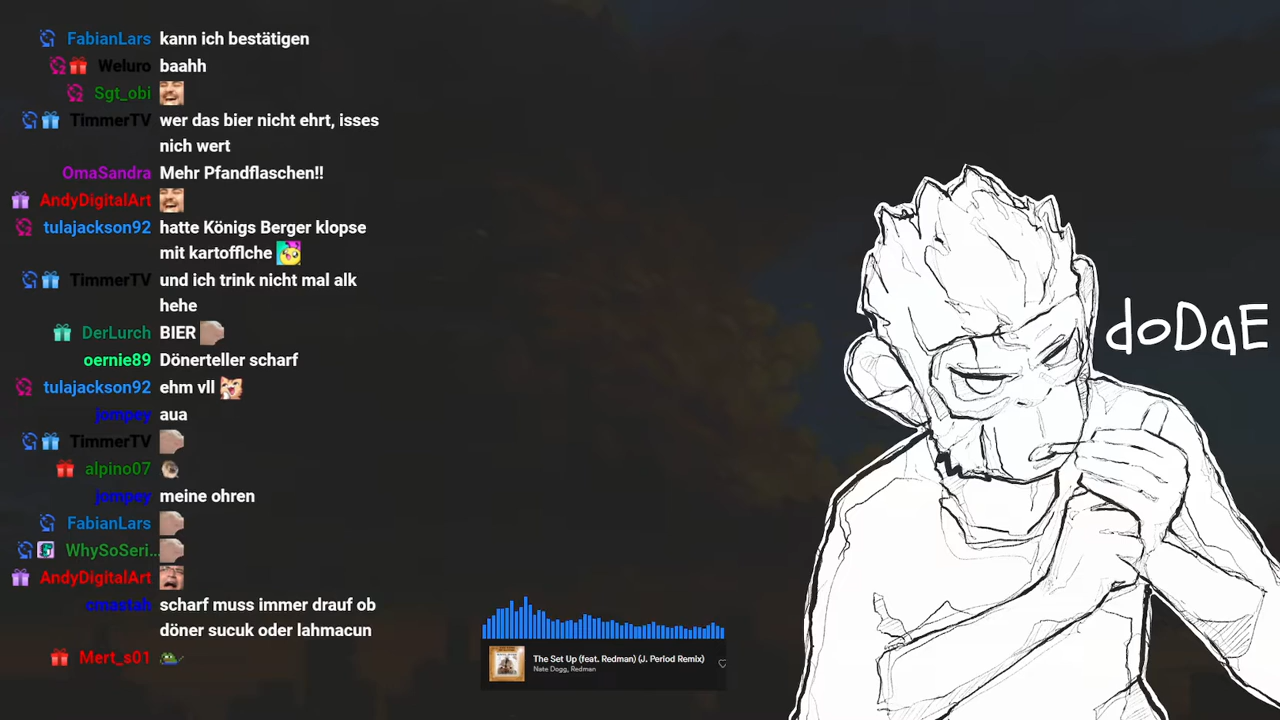 FabianLars kann ich bestätigen
Weluro baahh
Sgt_obi
TimmerTV wer das bier nicht ehrt, isses
nich wert
OmaSandra Mehr Pfandflaschen!!
AndyDigitalArt
tulajackson92 hatte Königs Berger klopse
mit kartofflche
TimmerTV und ich trink nicht mal alk
hehe
DerLurch BIER
oernie89 Dönerteller scharf
tulajackson92 ehm vll
jompey aua
TimmerTV
alpino07
jompey meine ohren
FabianLars
WhySoSeri...
AndyDigitalArt
cmastah scharf muss immer drauf ob
döner sucuk oder lahmacun
Mert_s01
doDaE
The Set Up (feat. Redman) (J. Period Remix)
Nate Dogg, Redman